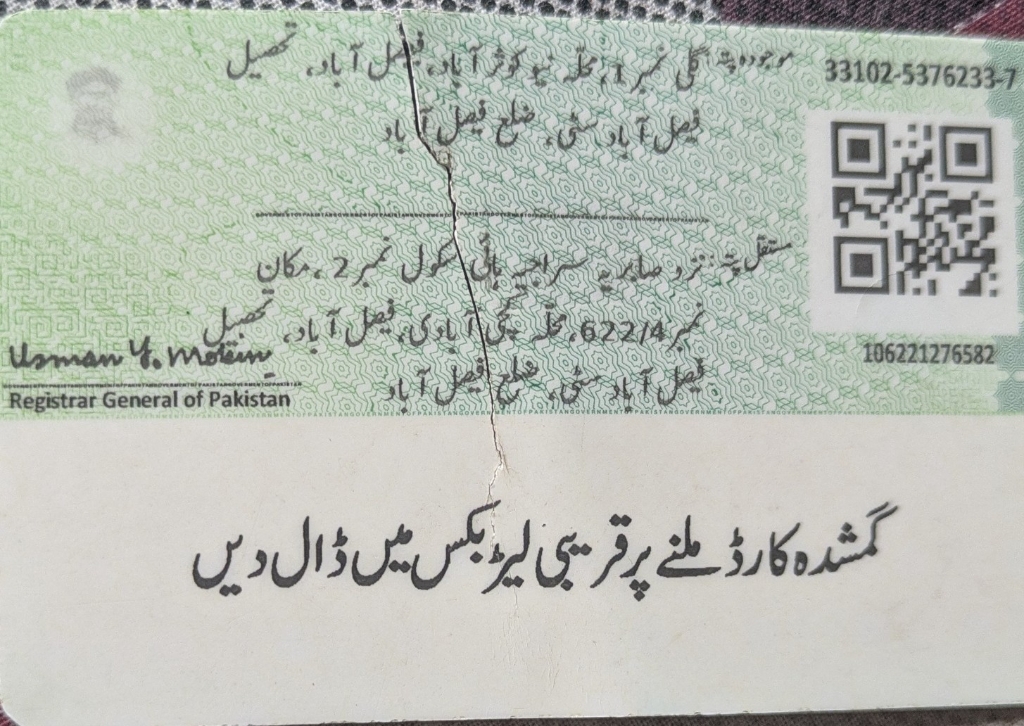 موجودہ پتہ: گلی نمبر 1، محلہ نیو کوثر آباد، فیصل آباد، تحصیل
فیصل آباد سٹی، ضلع فیصل آباد
33102-5376233-7
مستقل پتہ: نزد صابریہ سراجیہ ہائی سکول نمبر 2، مکان
نمبر 622/4، محلہ پکی آبادی، فیصل آباد، تحصیل
فیصل آباد سٹی، ضلع فیصل آباد
106221276582
Usman Y. Mobin
Registrar General of Pakistan
گمشدہ کارڈ ملنے پر قریبی لیٹر بکس میں ڈال دیں